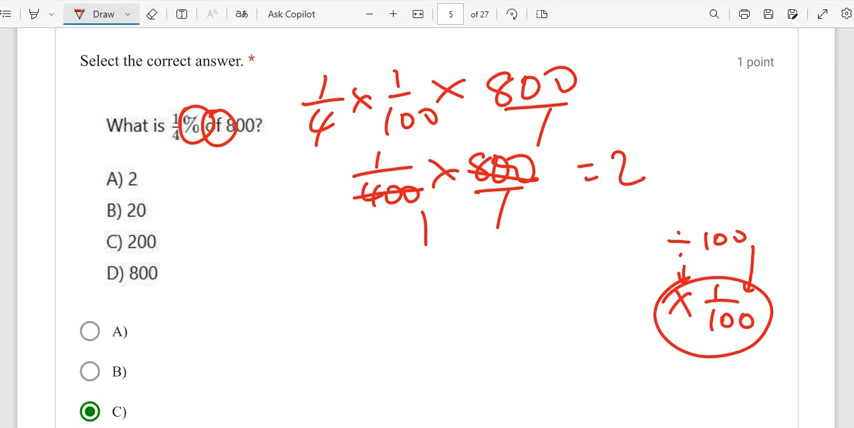 Draw
Ask Copilot
5 of 27
Select the correct answer. *
1 point
1/4 × 1/100 × 800/1
What is 1/4% of 800?
1/400 × 800/1 = 2
1
A) 2
B) 20
C) 200
D) 800
÷ 100
× 1/100
A)
B)
C)